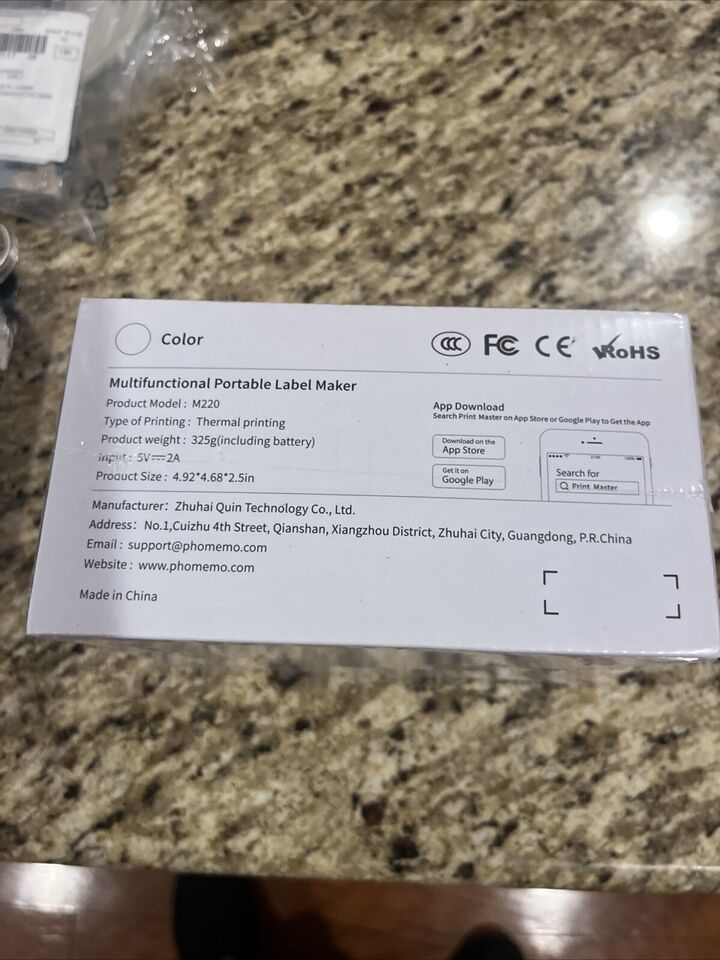 Color
CCC FC CE RoHS
Multifunctional Portable Label Maker
Product Model : M220
Type of Printing : Thermal printing
Product weight : 325g(including battery)
Input : 5V⎓2A
Product Size : 4.92*4.68*2.5in
App Download
Search Print Master on App Store or Google Play to Get the App
Download on the
App Store
Get it on
Google Play
Search for
Print Master
Manufacturer: Zhuhai Quin Technology Co., Ltd.
Address: No.1,Cuizhu 4th Street, Qianshan, Xiangzhou District, Zhuhai City, Guangdong, P.R.China
Email : support@phomemo.com
Website : www.phomemo.com
Made in China